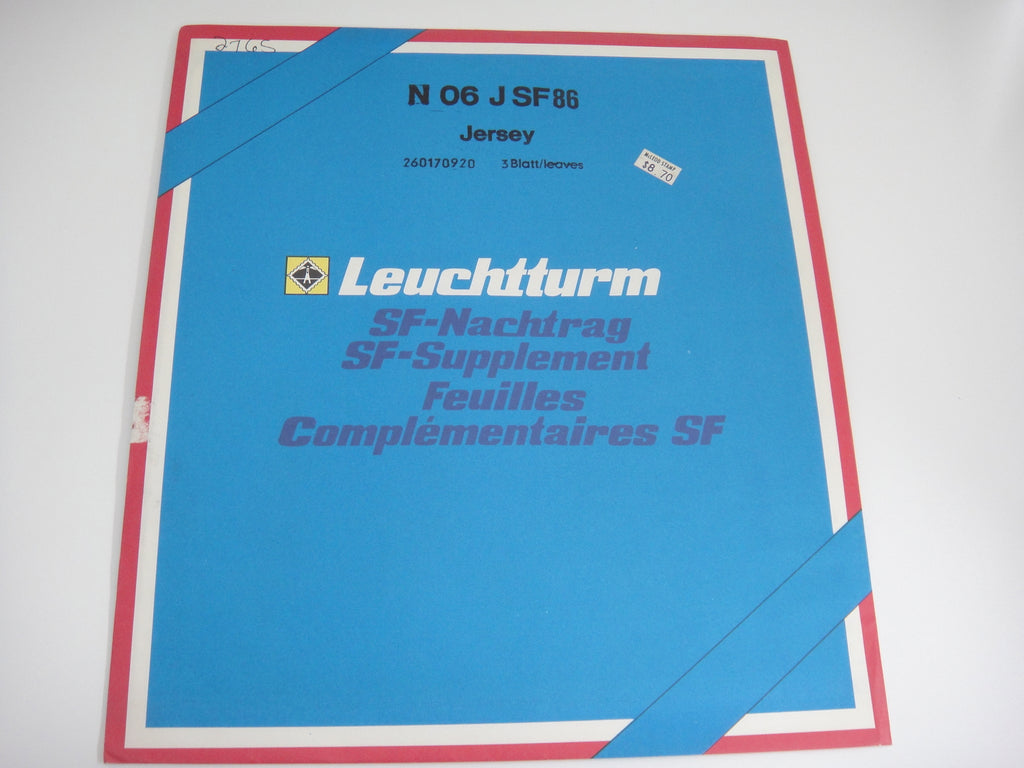 2765
N 06 J SF86
Jersey
260170920 3 Blatt/leaves
McLEOD STAMP
$8.70
Leuchtturm
SF-Nachtrag
SF-Supplement
Feuilles
Complémentaires SF